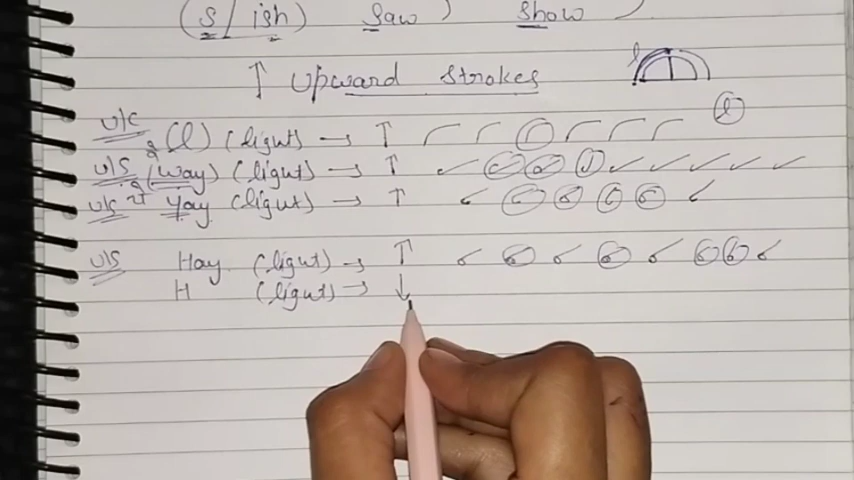 (S / ish) Saw ) Show )
↑ Upward Strokes
U/C (l) (light) → ↑ (l)
U/S (Way) (light) → ↑
U/S Yay (light) → ↑
U/S Hay (light) → ↑
H (light) → ↓